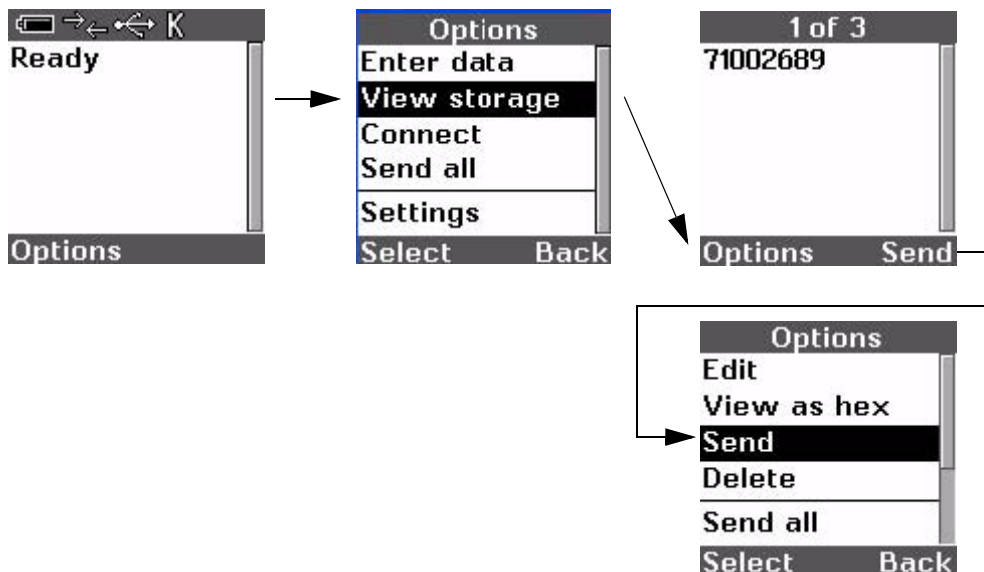 K
Ready
Options
Options
Enter data
View storage
Connect
Send all
Settings
Select Back
1 of 3
71002689
Options Send
Options
Edit
View as hex
Send
Delete
Send all
Select Back